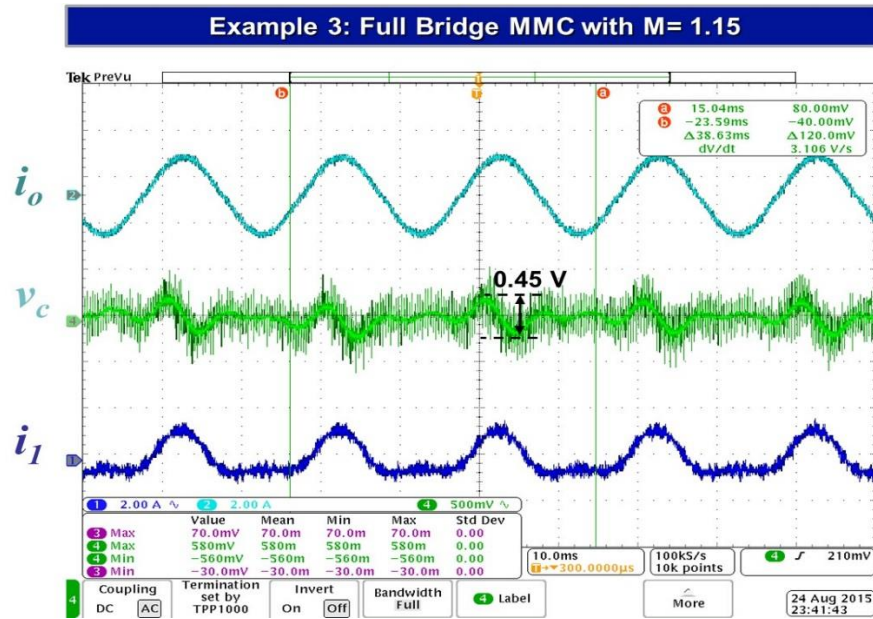 Example 3: Full Bridge MMC with M= 1.15
Tek PreVu
T
b
T
a
a 15.04ms 80.00mV
b −23.59ms −40.00mV
Δ38.63ms Δ120.0mV
dV/dt 3.106 V/s
io
2
0.45 V
vc
4
i1
1
1 2.00 A ∿ 2 2.00 A 4 500mV ∿
Value Mean Min Max Std Dev
3 Max 70.0mV 70.0m 70.0m 70.0m 0.00
4 Max 580mV 580m 580m 580m 0.00
4 Min −560mV −560m −560m −560m 0.00
3 Min −30.0mV −30.0m −30.0m −30.0m 0.00
10.0ms
T→▼300.0000µs
100kS/s
10k points
4 ʃ 210mV
4
Coupling
DC AC
Termination
set by
TPP1000
Invert
On Off
Bandwidth
Full
4 Label
More
24 Aug 2015
23:41:43